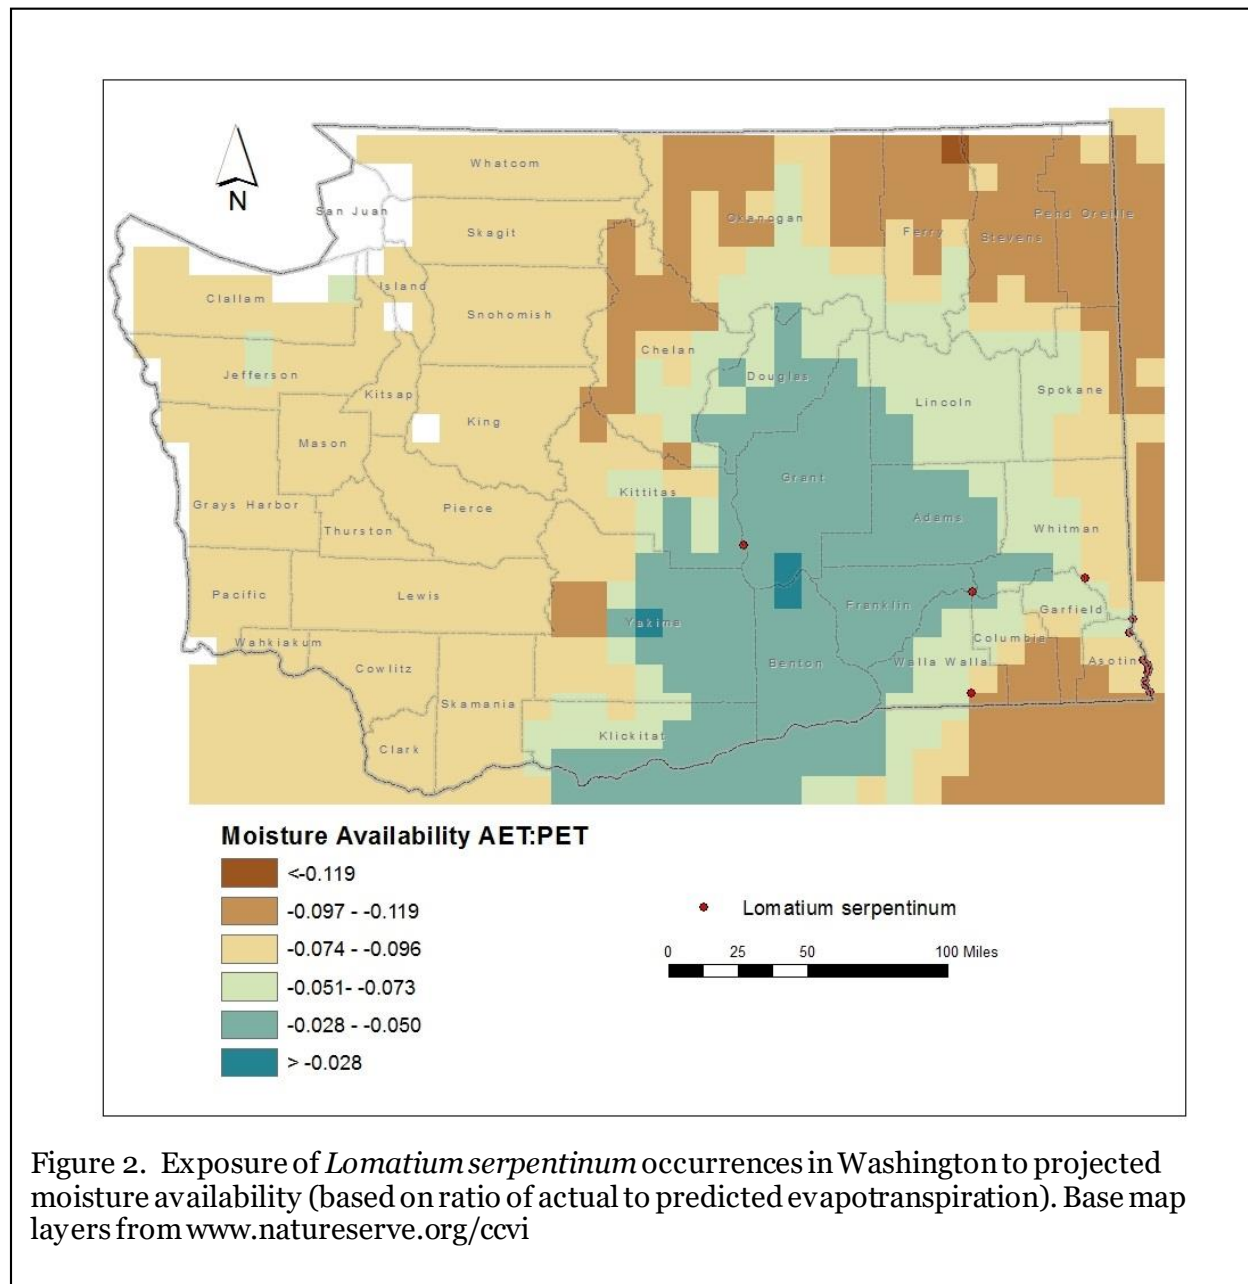 Whatcom
San Juan
Skagit
Okanogan
Ferry
Stevens
Pend Oreille
N
Clallam
Island
Snohomish
Chelan
Douglas
Jefferson
Kitsap
King
Lincoln
Spokane
Mason
Grays Harbor
Thurston
Pierce
Kittitas
Grant
Adams
Whitman
Pacific
Lewis
Wahkiakum
Cowlitz
Yakima
Franklin
Garfield
Columbia
Benton
Walla Walla
Asotin
Skamania
Klickitat
Clark
Moisture Availability AET:PET
<-0.119
-0.097 - -0.119
-0.074 - -0.096
-0.051- -0.073
-0.028 - -0.050
> -0.028
Lomatium serpentinum
0 25 50 100 Miles
Figure 2. Exposure of Lomatium serpentinum occurrences in Washington to projected
moisture availability (based on ratio of actual to predicted evapotranspiration). Base map
layers from www.natureserve.org/ccvi